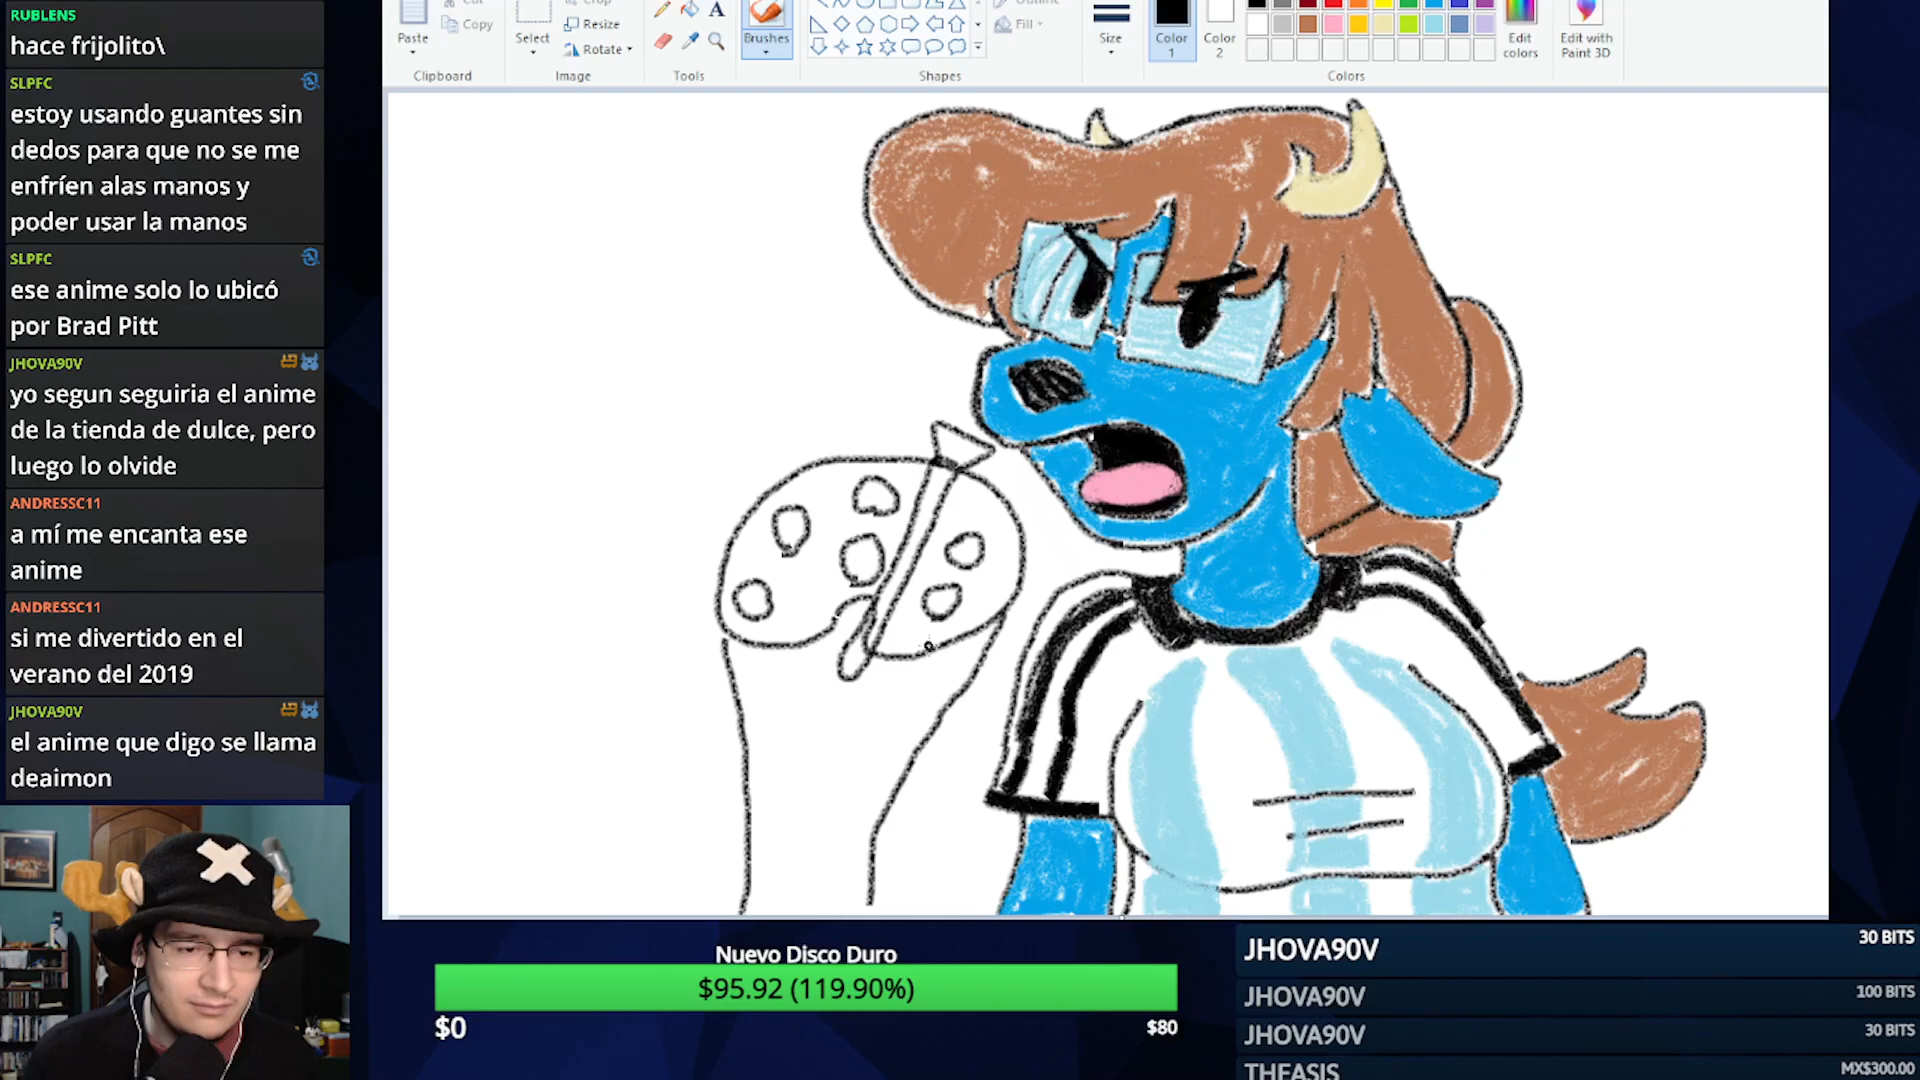 RUBLENS
hace frijolito\
SLPFC
estoy usando guantes sin
dedos para que no se me
enfríen alas manos y
poder usar la manos
SLPFC
ese anime solo lo ubicó
por Brad Pitt
JHOVA90V
yo segun seguiria el anime
de la tienda de dulce, pero
luego lo olvide
ANDRESSC11
a mí me encanta ese
anime
ANDRESSC11
si me divertido en el
verano del 2019
JHOVA90V
el anime que digo se llama
deaimon
Cut
Crop
Outline
Copy
Resize
A
Fill
Paste
Select
Rotate
Brushes
Size
Color
1
Color
2
Edit
colors
Edit with
Paint 3D
Clipboard
Image
Tools
Shapes
Colors
Nuevo Disco Duro
$95.92 (119.90%)
$0
$80
JHOVA90V
30 BITS
JHOVA90V
100 BITS
JHOVA90V
30 BITS
THEASIS
MX$300.00